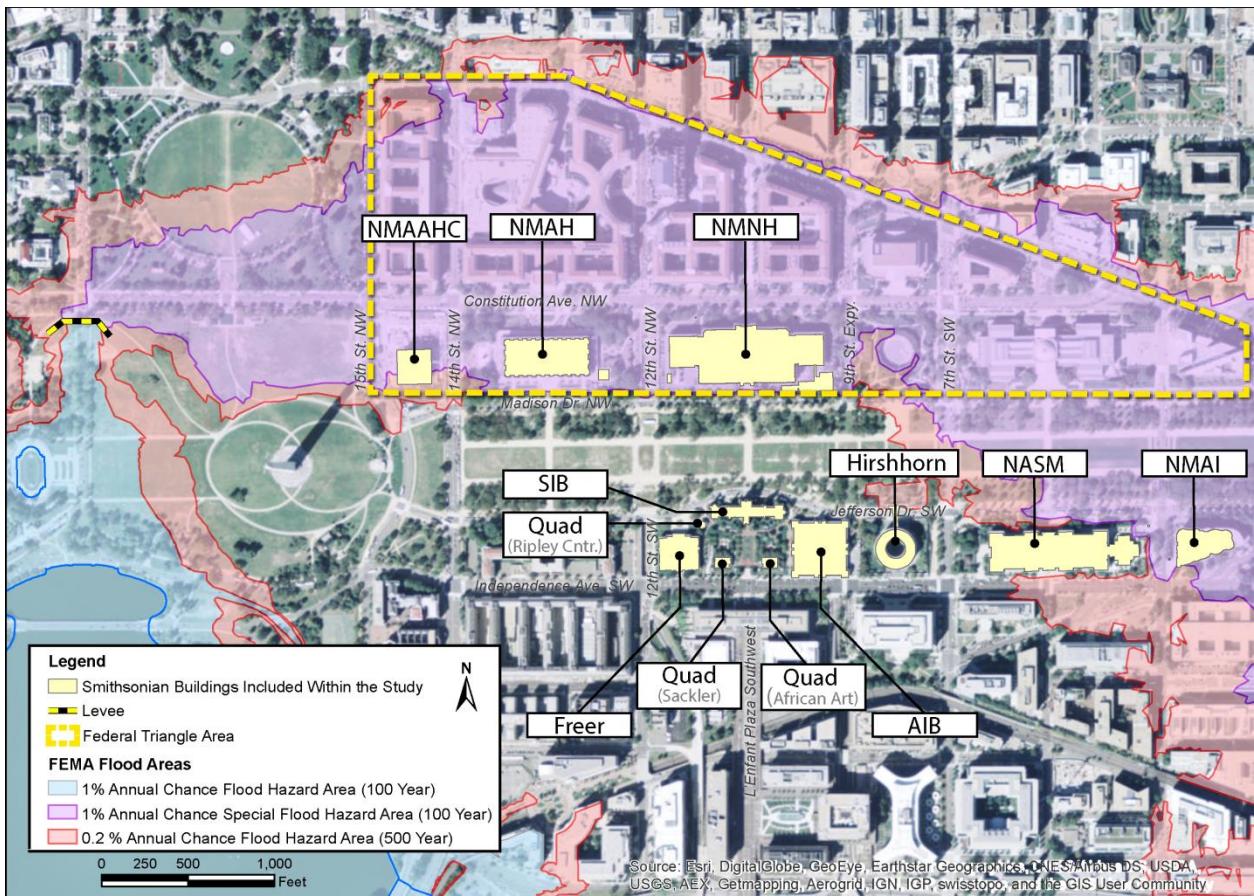 NMAAHC
NMAH
NMNH
Constitution Ave. NW
15th St. NW
14th St. NW
12th St. NW
9th St. Expy.
7th St. SW
Madison Dr. NW
SIB
Hirshhorn
NASM
NMAI
Quad
(Ripley Cntr.)
Jefferson Dr. SW
12th St. SW
Independence Ave. SW
Quad
(Sackler)
Quad
(African Art)
L'Enfant Plaza Southwest
Freer
AIB
Legend
Smithsonian Buildings Included Within the Study
Levee
Federal Triangle Area
FEMA Flood Areas
1% Annual Chance Flood Hazard Area (100 Year)
1% Annual Chance Special Flood Hazard Area (100 Year)
0.2 % Annual Chance Flood Hazard Area (500 Year)
N
0 250 500 1,000
Feet
Source: Esri, DigitalGlobe, GeoEye, Earthstar Geographics, CNES/Airbus DS, USDA,
USGS, AEX, Getmapping, Aerogrid, IGN, IGP, swisstopo, and the GIS User Community